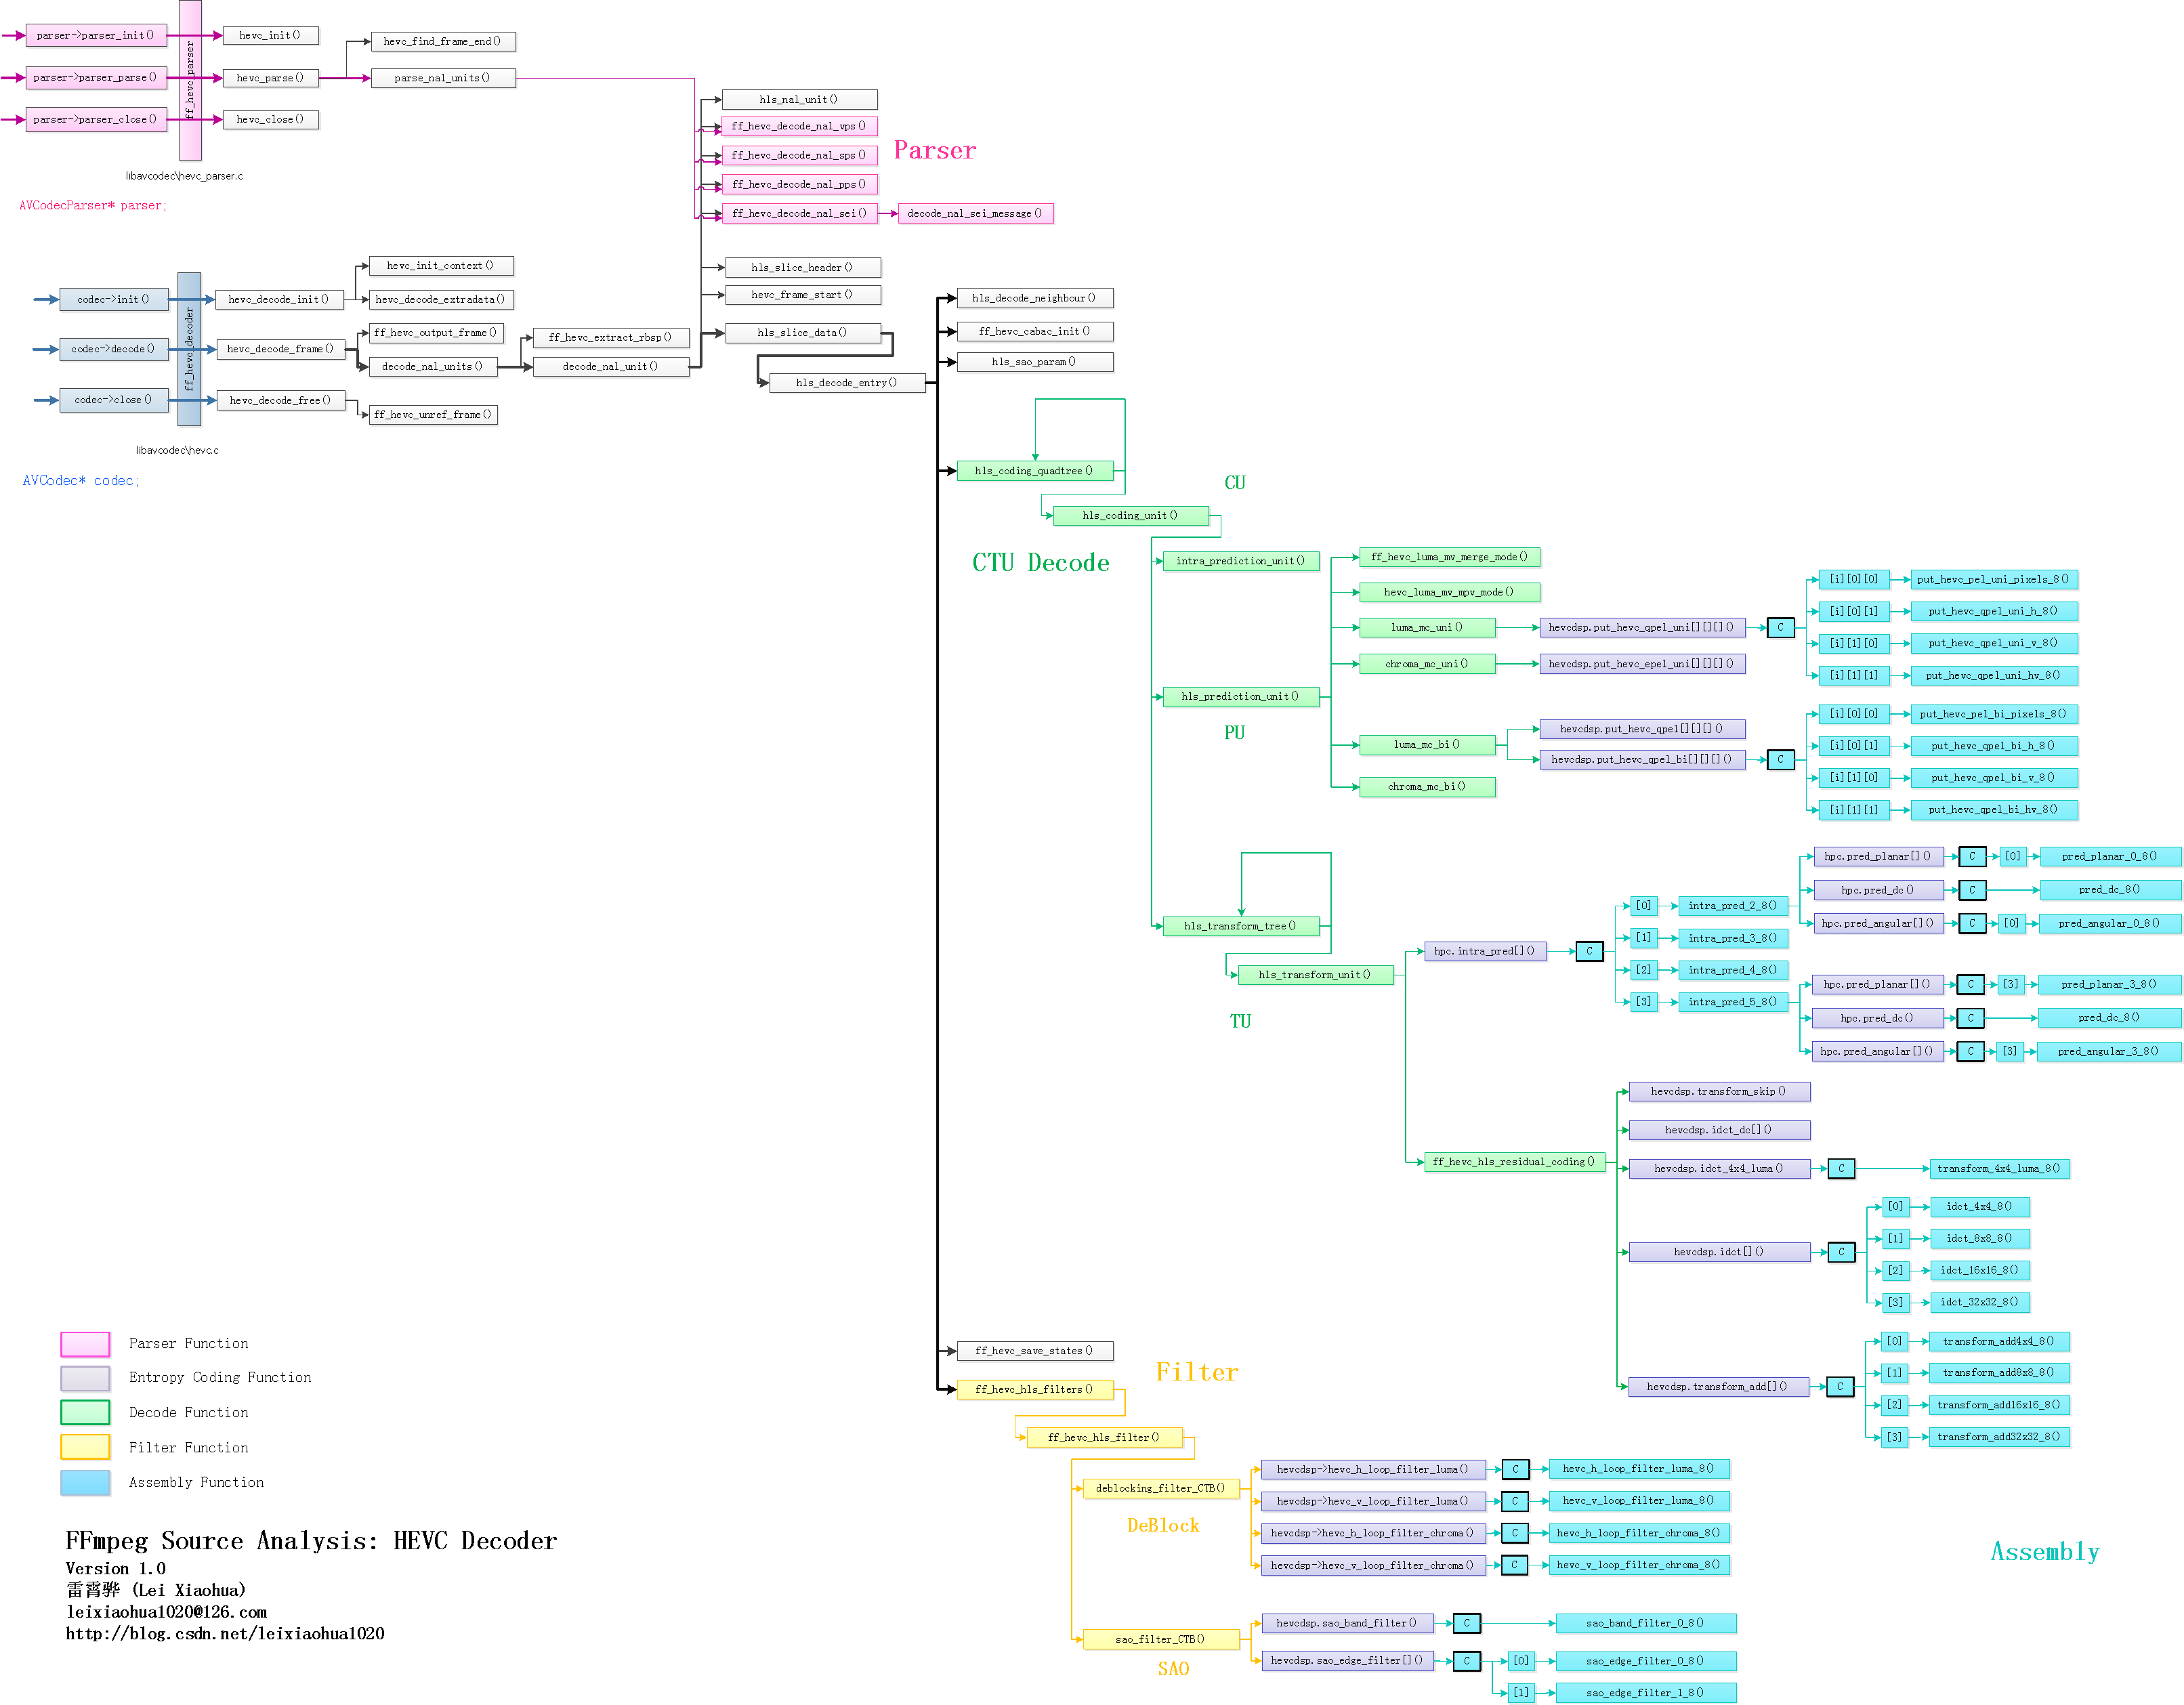 parser->parser_init()
ff_hevc_parser
hevc_init()
hevc_find_frame_end()
parser->parser_parse()
hevc_parse()
parse_nal_units()
parser->parser_close()
hevc_close()
libavcodec\hevc_parser.c
AVCodecParser* parser;
hls_nal_unit()
ff_hevc_decode_nal_vps()
ff_hevc_decode_nal_sps()
Parser
ff_hevc_decode_nal_pps()
ff_hevc_decode_nal_sei()
decode_nal_sei_message()
hls_slice_header()
hevc_frame_start()
hls_slice_data()
hls_decode_entry()
hevc_init_context()
codec->init()
ff_hevc_decoder
hevc_decode_init()
hevc_decode_extradata()
ff_hevc_output_frame()
codec->decode()
hevc_decode_frame()
decode_nal_units()
ff_hevc_extract_rbsp()
decode_nal_unit()
codec->close()
hevc_decode_free()
ff_hevc_unref_frame()
libavcodec\hevc.c
AVCodec* codec;
hls_decode_neighbour()
ff_hevc_cabac_init()
hls_sao_param()
hls_coding_quadtree()
CU
hls_coding_unit()
CTU Decode
intra_prediction_unit()
hls_prediction_unit()
PU
ff_hevc_luma_mv_merge_mode()
hevc_luma_mv_mpv_mode()
luma_mc_uni()
hevcdsp.put_hevc_qpel_uni[][][]()
C
[i][0][0]
put_hevc_pel_uni_pixels_8()
[i][0][1]
put_hevc_qpel_uni_h_8()
[i][1][0]
put_hevc_qpel_uni_v_8()
[i][1][1]
put_hevc_qpel_uni_hv_8()
chroma_mc_uni()
hevcdsp.put_hevc_epel_uni[][][]()
luma_mc_bi()
hevcdsp.put_hevc_qpel[][][]()
hevcdsp.put_hevc_qpel_bi[][][]()
C
[i][0][0]
put_hevc_pel_bi_pixels_8()
[i][0][1]
put_hevc_qpel_bi_h_8()
[i][1][0]
put_hevc_qpel_bi_v_8()
[i][1][1]
put_hevc_qpel_bi_hv_8()
chroma_mc_bi()
hls_transform_tree()
hls_transform_unit()
TU
hpc.intra_pred[]()
C
[0]
intra_pred_2_8()
[1]
intra_pred_3_8()
[2]
intra_pred_4_8()
[3]
intra_pred_5_8()
hpc.pred_planar[]()
C
[0]
pred_planar_0_8()
hpc.pred_dc()
C
pred_dc_8()
hpc.pred_angular[]()
C
[0]
pred_angular_0_8()
hpc.pred_planar[]()
C
[3]
pred_planar_3_8()
hpc.pred_dc()
C
pred_dc_8()
hpc.pred_angular[]()
C
[3]
pred_angular_3_8()
ff_hevc_hls_residual_coding()
hevcdsp.transform_skip()
hevcdsp.idct_dc[]()
hevcdsp.idct_4x4_luma()
C
transform_4x4_luma_8()
hevcdsp.idct[]()
C
[0]
idct_4x4_8()
[1]
idct_8x8_8()
[2]
idct_16x16_8()
[3]
idct_32x32_8()
hevcdsp.transform_add[]()
C
[0]
transform_add4x4_8()
[1]
transform_add8x8_8()
[2]
transform_add16x16_8()
[3]
transform_add32x32_8()
ff_hevc_save_states()
ff_hevc_hls_filters()
Filter
ff_hevc_hls_filter()
deblocking_filter_CTB()
DeBlock
hevcdsp->hevc_h_loop_filter_luma()
C
hevc_h_loop_filter_luma_8()
hevcdsp->hevc_v_loop_filter_luma()
C
hevc_v_loop_filter_luma_8()
hevcdsp->hevc_h_loop_filter_chroma()
C
hevc_h_loop_filter_chroma_8()
hevcdsp->hevc_v_loop_filter_chroma()
C
hevc_v_loop_filter_chroma_8()
Assembly
sao_filter_CTB()
SAO
hevcdsp.sao_band_filter()
C
sao_band_filter_0_8()
hevcdsp.sao_edge_filter[]()
C
[0]
sao_edge_filter_0_8()
[1]
sao_edge_filter_1_8()
Parser Function
Entropy Coding Function
Decode Function
Filter Function
Assembly Function
FFmpeg Source Analysis: HEVC Decoder
Version 1.0
雷霄骅 (Lei Xiaohua)
leixiaohua1020@126.com
http://blog.csdn.net/leixiaohua1020